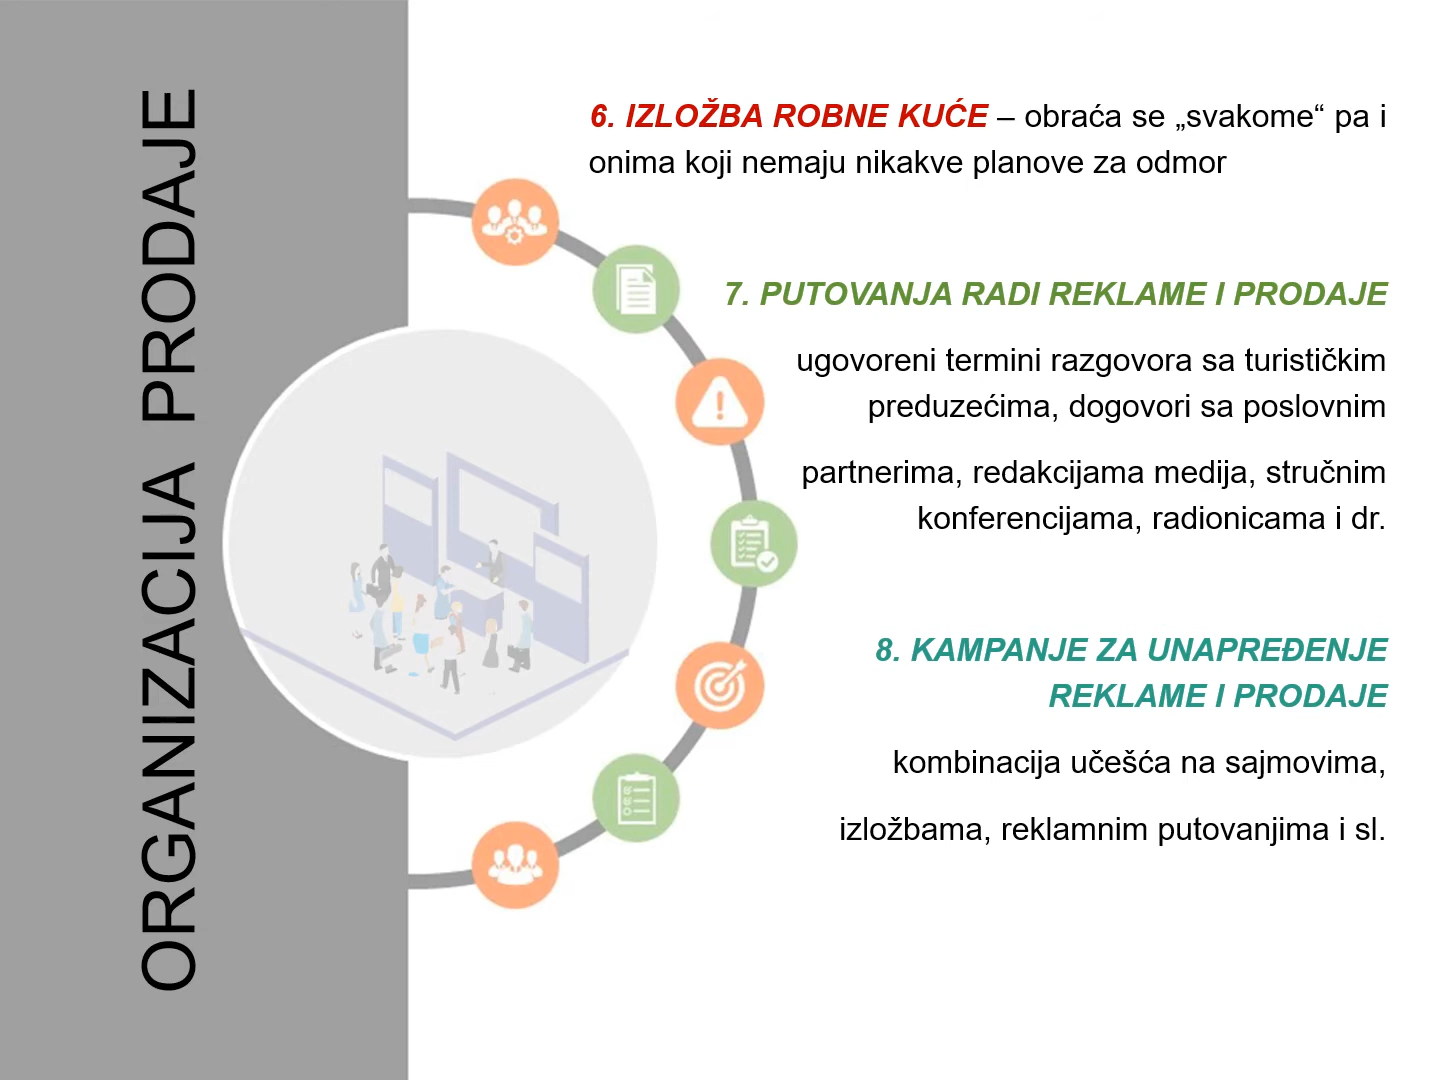 ORGANIZACIJA PRODAJE
6. IZLOŽBA ROBNE KUĆE – obraća se „svakome“ pa i
onima koji nemaju nikakve planove za odmor
7. PUTOVANJA RADI REKLAME I PRODAJE
ugovoreni termini razgovora sa turističkim
preduzećima, dogovori sa poslovnim
partnerima, redakcijama medija, stručnim
konferencijama, radionicama i dr.
8. KAMPANJE ZA UNAPREĐENJE
REKLAME I PRODAJE
kombinacija učešća na sajmovima,
izložbama, reklamnim putovanjima i sl.